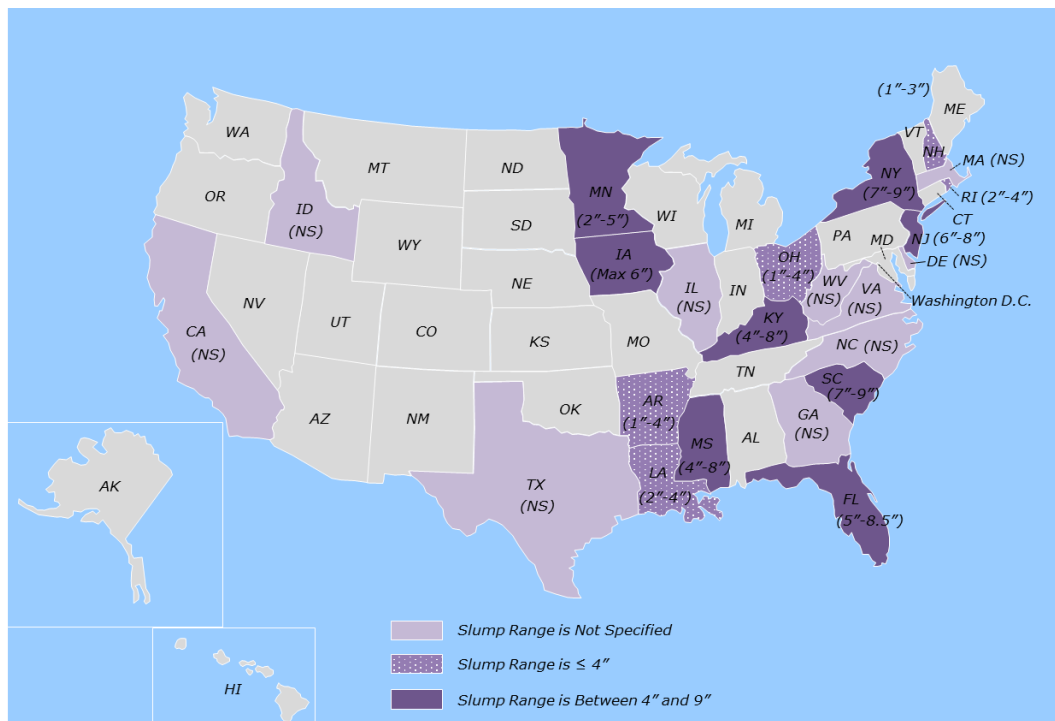 (1″-3″)
ME
WA
VT
NH
MT
ND
MA (NS)
OR
MN
(2″-5″)
NY
(7″-9″)
RI (2″-4″)
ID
(NS)
WI
MI
CT
SD
PA
MD
NJ (6″-8″)
WY
IA
(Max 6″)
OH
(1″-4″)
DE (NS)
NE
IL
(NS)
IN
WV
(NS)
VA
(NS)
Washington D.C.
NV
UT
CO
CA
(NS)
KS
MO
KY
(4″-8″)
NC (NS)
TN
SC
(7″-9″)
AZ
NM
OK
AR
(1″-4″)
GA
(NS)
MS
(4″-8″)
AL
LA
(2″-4″)
TX
(NS)
FL
(5″-8.5″)
AK
HI
Slump Range is Not Specified
Slump Range is ≤ 4″
Slump Range is Between 4″ and 9″